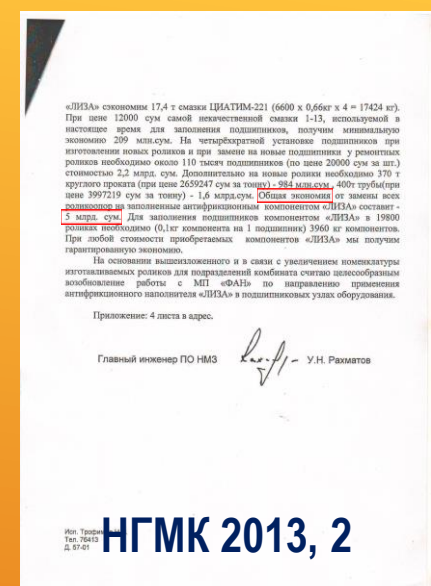 «ЛИЗА» сэкономим 17,4 т смазки ЦИАТИМ-221 (6600 х 0,66кг х 4 = 17424 кг).
При цене 12000 сум самой некачественной смазки 1-13, используемой в
настоящее время для заполнения подшипников, получим минимальную
экономию 209 млн.сум. На четырёхкратной установке подшипников при
изготовлении новых роликов и при замене на новые подшипники у ремонтных
роликов необходимо около 110 тысяч подшипников (по цене 20000 сум за шт.)
стоимостью 2,2 млрд. сум. Дополнительно на новые ролики необходимо 370 т
круглого проката (при цене 2659247 сум за тонну) - 984 млн.сум , 400т трубы(при
цене 3997219 сум за тонну) - 1,6 млрд.сум. Общая экономия от замены всех
роликоопор на заполненные антифрикционным компонентом «ЛИЗА» составит -
5 млрд. сум. Для заполнения подшипников компонентом «ЛИЗА» в 19800
роликах необходимо (0,1кг компонента на 1 подшипник) 3960 кг компонентов.
При любой стоимости приобретаемых компонентов «ЛИЗА» мы получим
гарантированную экономию.
На основании вышеизложенного и в связи с увеличением номенклатуры
изготавливаемых роликов для подразделений комбината считаю целесообразным
возобновление работы с МП «ФАН» по направлению применения
антифрикционного наполнителя «ЛИЗА» в подшипниковых узлах оборудования.
Приложение: 4 листа в адрес.
Главный инженер ПО НМЗ У.Н. Рахматов
Исп.
Тел. 76413
Д. 57-01
НГМК 2013, 2